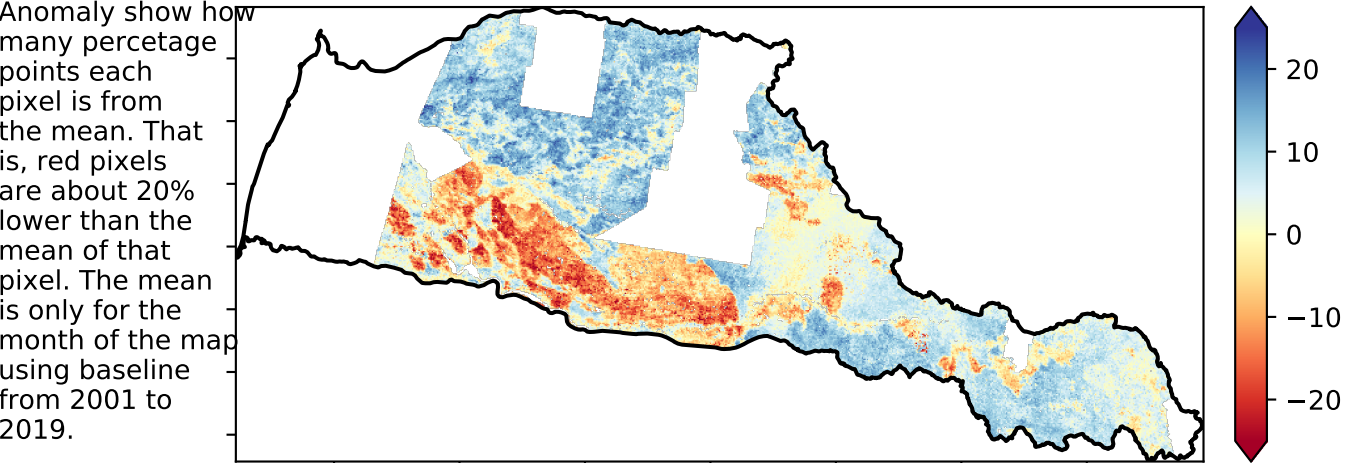 Anomaly show how
many percetage
points each
pixel is from
the mean. That
is, red pixels
are about 20%
lower than the
mean of that
pixel. The mean
is only for the
month of the map
using baseline
from 2001 to
2019.
20
10
0
−10
−20